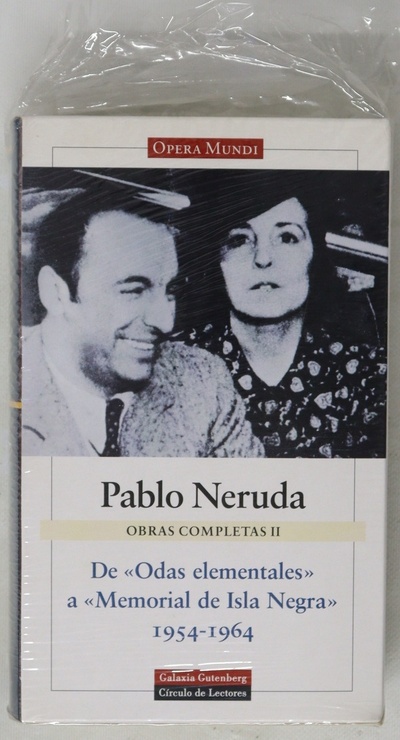 OPERA MUNDI
Pablo Neruda
OBRAS COMPLETAS II
De «Odas elementales»
a «Memorial de Isla Negra»
1954-1964
Galaxia Gutenberg
Círculo de Lectores